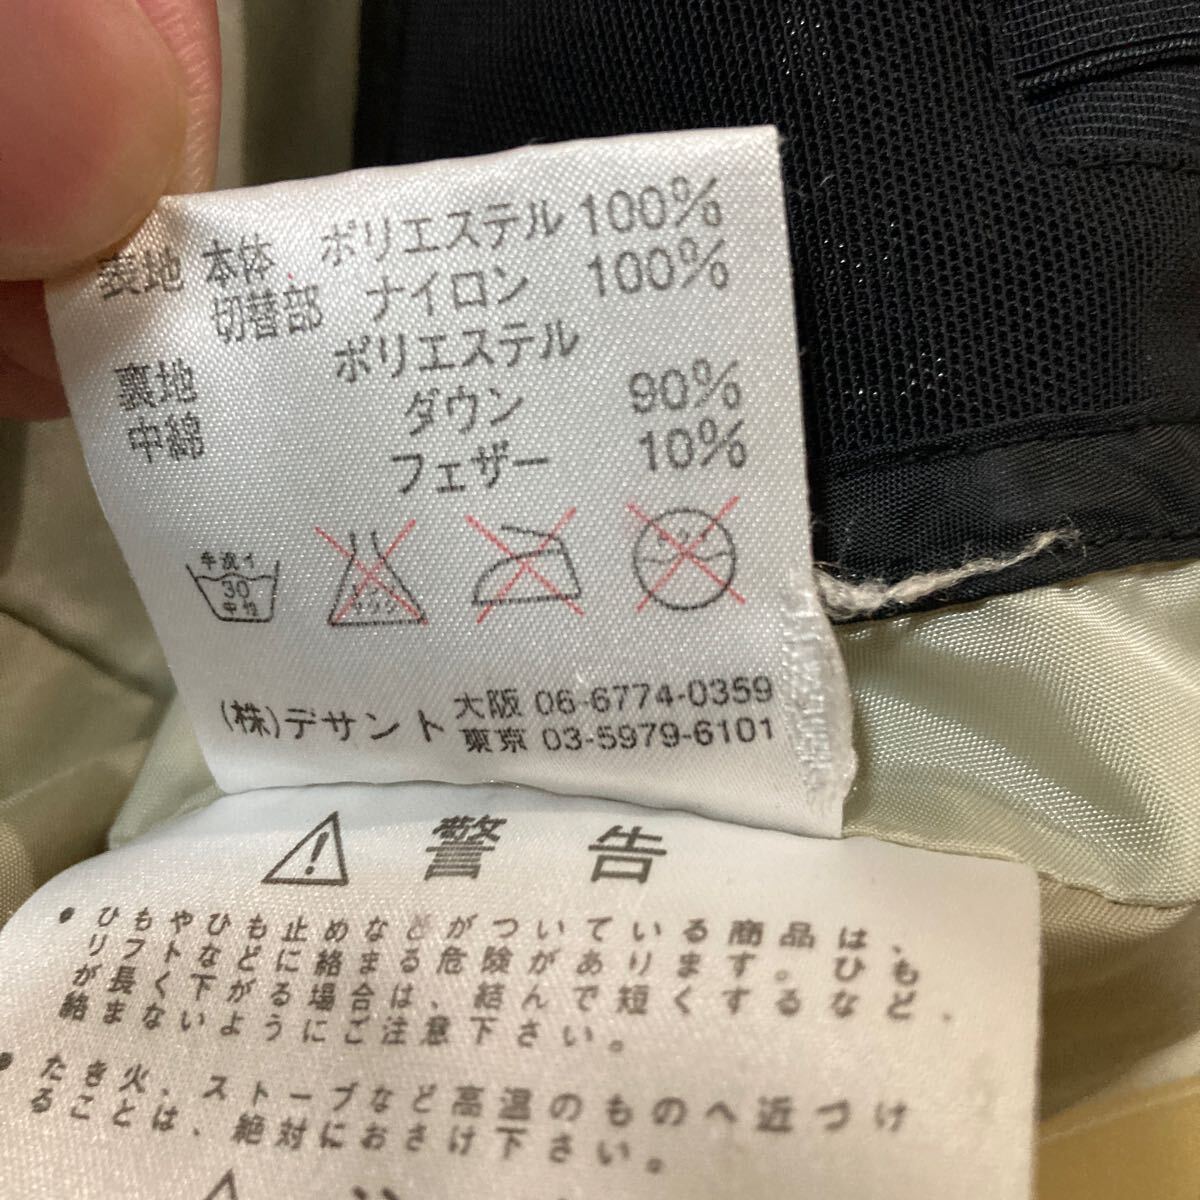 表地 本体 ポリエステル 100%
切替部 ナイロン 100%
裏地 ポリエステル
中綿 ダウン 90%
フェザー 10%
手洗イ
30
中性
(株)デサント 大阪 06-6774-0359
東京 03-5979-6101
警告
・ひもやひも止めなどがついている商品は、
リフトなどに絡まる危険があります。ひも
が長く下がる場合は、結んで短くするなど、
絡まないようにご注意下さい。
・たき火、ストーブなど高温のものへ近づけ
ることは、絶対におさけ下さい。